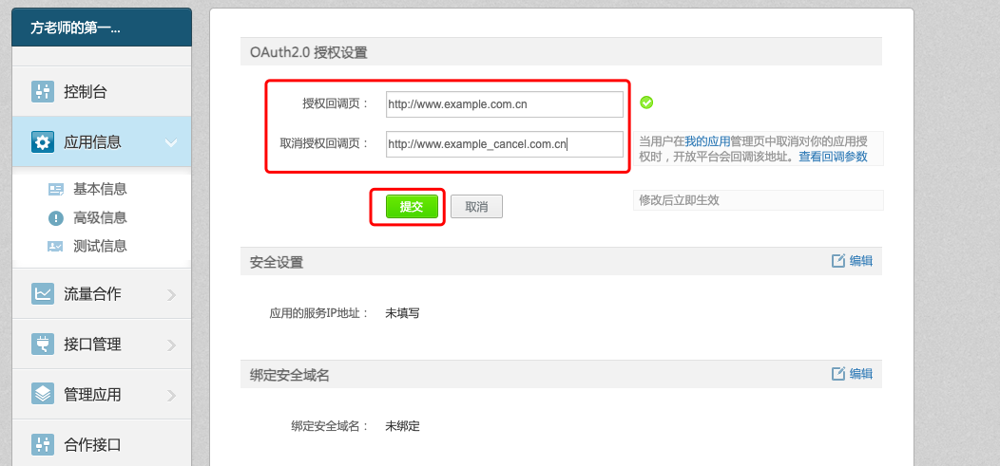 方老师的第一...
控制台
应用信息
基本信息
高级信息
测试信息
流量合作
接口管理
管理应用
合作接口
OAuth2.0 授权设置
授权回调页： http://www.example.com.cn
取消授权回调页： http://www.example_cancel.com.cn
当用户在我的应用管理页中取消对你的应用授
权时，开放平台会回调该地址。查看回调参数
提交 取消 修改后立即生效
安全设置 编辑
应用的服务IP地址： 未填写
绑定安全域名 编辑
绑定安全域名： 未绑定